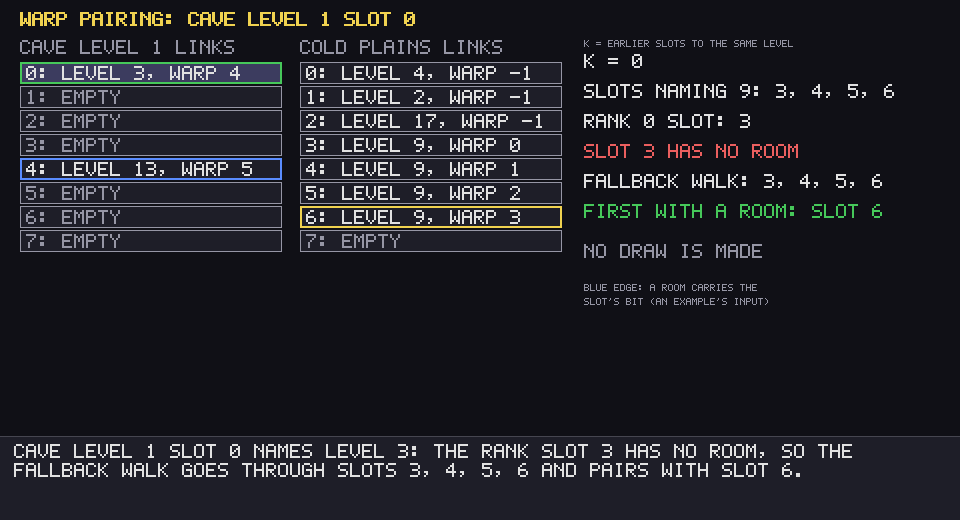 WARP PAIRING: CAVE LEVEL 1 SLOT 0
CAVE LEVEL 1 LINKS
0: LEVEL 3, WARP 4
1: EMPTY
2: EMPTY
3: EMPTY
4: LEVEL 13, WARP 5
5: EMPTY
6: EMPTY
7: EMPTY
COLD PLAINS LINKS
0: LEVEL 4, WARP -1
1: LEVEL 2, WARP -1
2: LEVEL 17, WARP -1
3: LEVEL 9, WARP 0
4: LEVEL 9, WARP 1
5: LEVEL 9, WARP 2
6: LEVEL 9, WARP 3
7: EMPTY
K = EARLIER SLOTS TO THE SAME LEVEL
K = 0
SLOTS NAMING 9: 3, 4, 5, 6
RANK 0 SLOT: 3
SLOT 3 HAS NO ROOM
FALLBACK WALK: 3, 4, 5, 6
FIRST WITH A ROOM: SLOT 6
NO DRAW IS MADE
BLUE EDGE: A ROOM CARRIES THE
SLOT'S BIT (AN EXAMPLE'S INPUT)
CAVE LEVEL 1 SLOT 0 NAMES LEVEL 3: THE RANK SLOT 3 HAS NO ROOM, SO THE
FALLBACK WALK GOES THROUGH SLOTS 3, 4, 5, 6 AND PAIRS WITH SLOT 6.